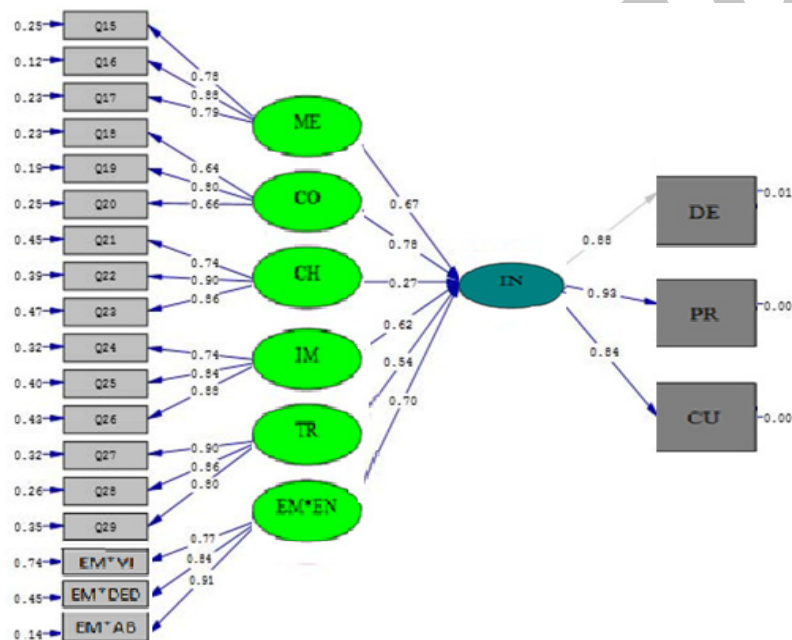 0.25 Q15
0.12 Q16
0.23 Q17
0.23 Q18
0.19 Q19
0.25 Q20
0.45 Q21
0.39 Q22
0.47 Q23
0.32 Q24
0.40 Q25
0.43 Q26
0.32 Q27
0.26 Q28
0.35 Q29
0.74 EM*VI
0.45 EM*DED
0.14 EM*AB
0.78
0.88
0.79
0.64
0.80
0.66
0.74
0.90
0.86
0.74
0.84
0.88
0.90
0.86
0.80
0.77
0.84
0.91
ME
CO
CH
IM
TR
EM*EN
0.67
0.78
0.27
0.62
0.54
0.70
IN
0.88
0.93
0.84
DE 0.01
PR 0.00
CU 0.00